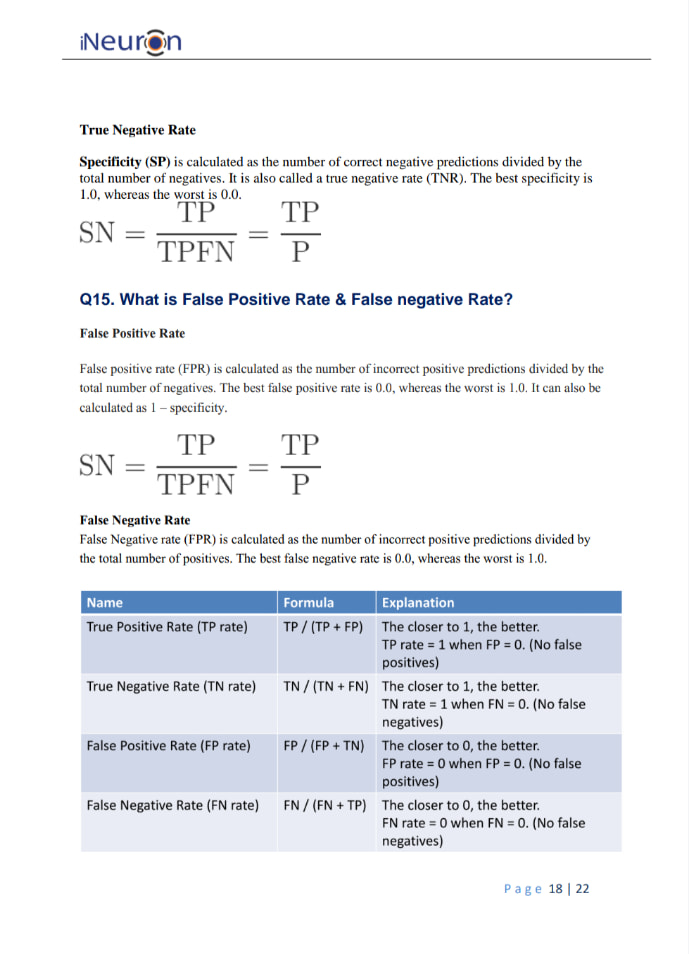 iNeuron
True Negative Rate
Specificity (SP) is calculated as the number of correct negative predictions divided by the
total number of negatives. It is also called a true negative rate (TNR). The best specificity is
1.0, whereas the worst is 0.0.
SN = TP / TPFN = TP / P
Q15. What is False Positive Rate & False negative Rate?
False Positive Rate
False positive rate (FPR) is calculated as the number of incorrect positive predictions divided by the
total number of negatives. The best false positive rate is 0.0, whereas the worst is 1.0. It can also be
calculated as 1 – specificity.
SN = TP / TPFN = TP / P
False Negative Rate
False Negative rate (FPR) is calculated as the number of incorrect positive predictions divided by
the total number of positives. The best false negative rate is 0.0, whereas the worst is 1.0.
Name Formula Explanation
True Positive Rate (TP rate) TP / (TP + FP) The closer to 1, the better.
TP rate = 1 when FP = 0. (No false
positives)
True Negative Rate (TN rate) TN / (TN + FN) The closer to 1, the better.
TN rate = 1 when FN = 0. (No false
negatives)
False Positive Rate (FP rate) FP / (FP + TN) The closer to 0, the better.
FP rate = 0 when FP = 0. (No false
positives)
False Negative Rate (FN rate) FN / (FN + TP) The closer to 0, the better.
FN rate = 0 when FN = 0. (No false
negatives)
Page 18 | 22